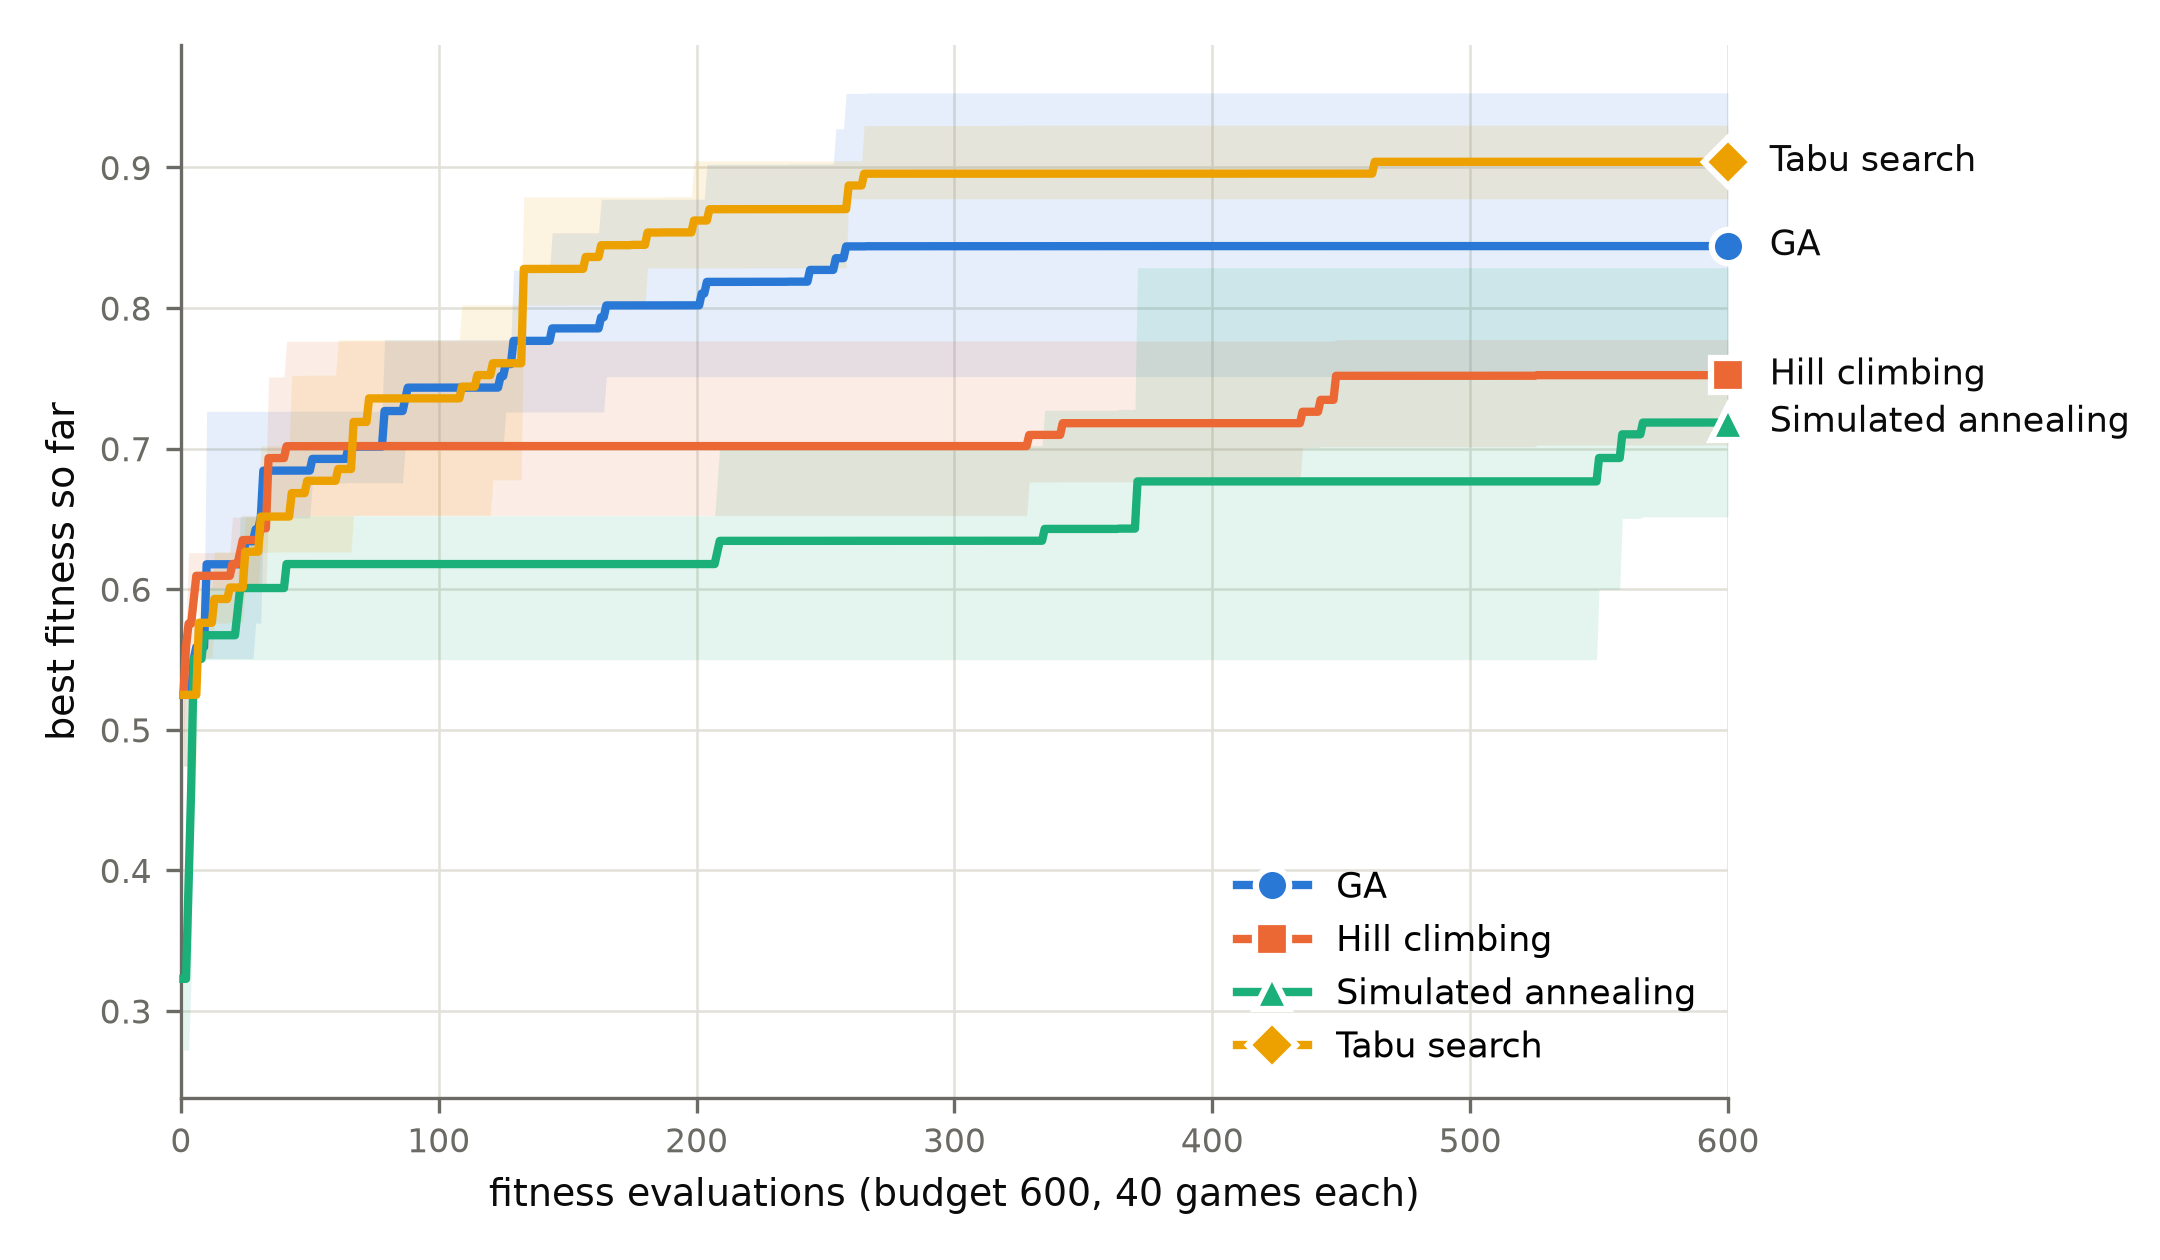 0.9
0.8
0.7
0.6
0.5
0.4
0.3
best fitness so far
0 100 200 300 400 500 600
fitness evaluations (budget 600, 40 games each)
Tabu search
GA
Hill climbing
Simulated annealing
GA
Hill climbing
Simulated annealing
Tabu search